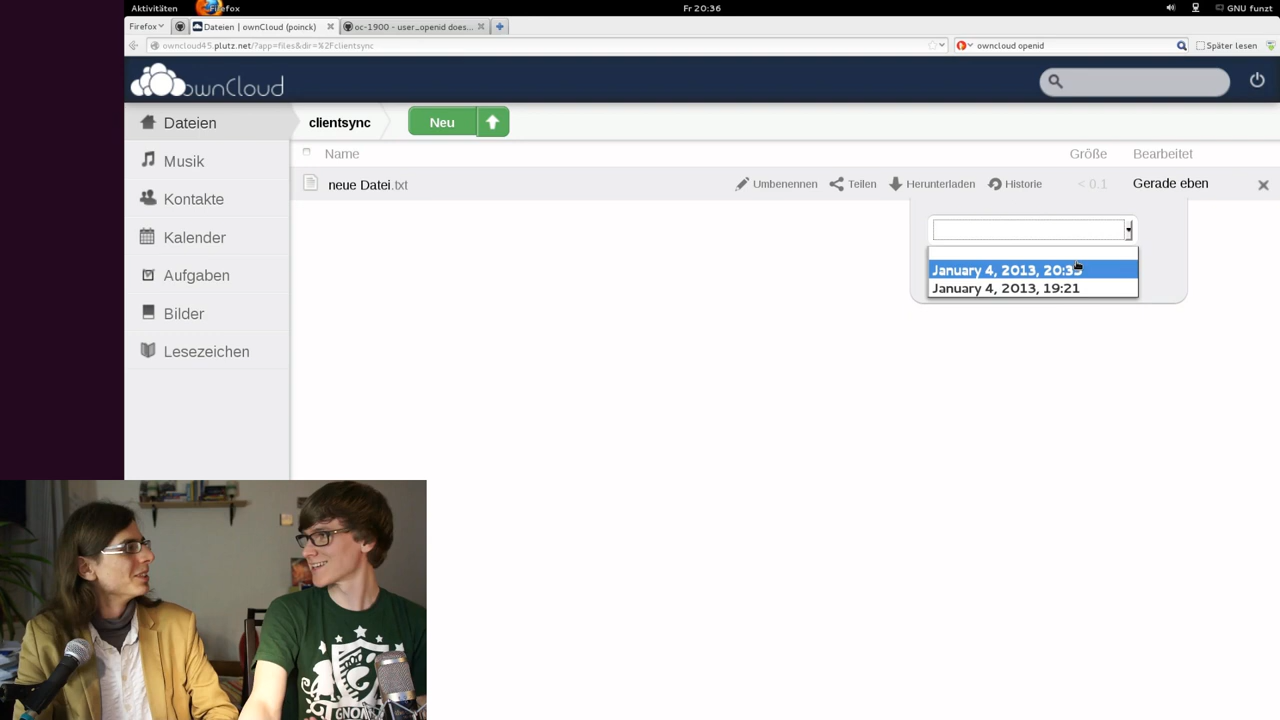 Aktivitäten Firefox Fr 20:36 GNU funzt
Firefox Dateien | ownCloud (poinck) oc-1900 - user_openid does...
owncloud45.plutz.net/?app=files&dir=%2Fclientsync owncloud openid Später lesen
ownCloud
Dateien
Musik
Kontakte
Kalender
Aufgaben
Bilder
Lesezeichen
clientsync Neu
Name Größe Bearbeitet
neue Datei.txt Umbenennen Teilen Herunterladen Historie < 0.1 Gerade eben
January 4, 2013, 20:35
January 4, 2013, 19:21
GNOME